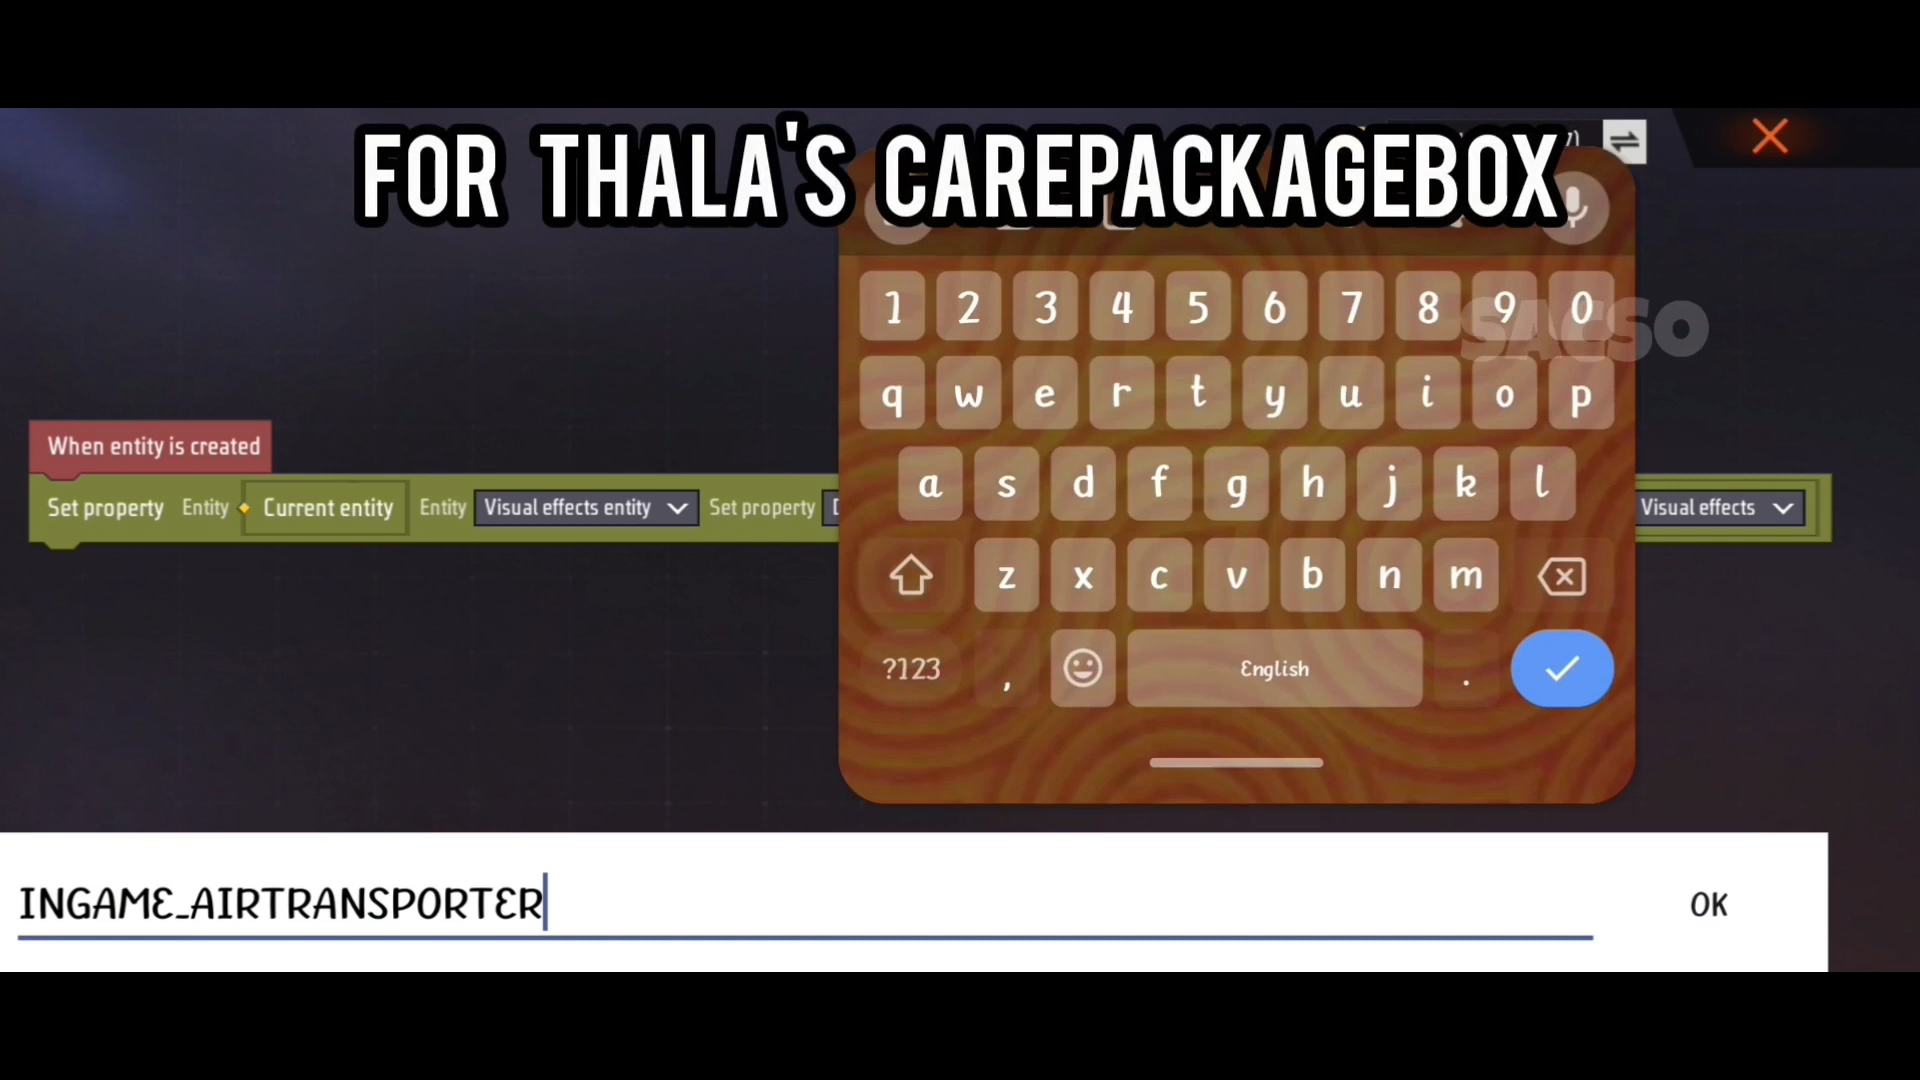 FOR THALA'S CAREPACKAGEBOX
1 2 3 4 5 6 7 8 9 0
SACSO
q w e r t y u i o p
When entity is created
a s d f g h j k l
Set property Entity Current entity Entity Visual effects entity Set property Visual effects
z x c v b n m
?123 , English .
INGAME_AIRTRANSPORTER OK